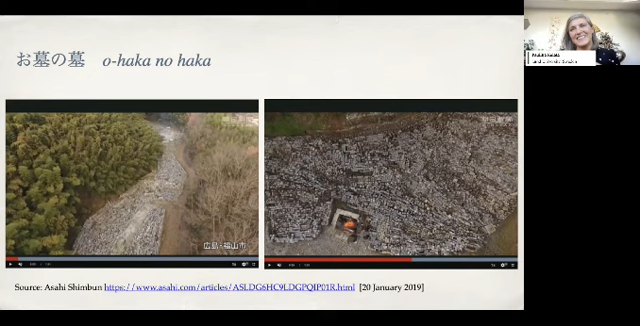 お墓の墓 o-haka no haka
広島・福山市
Source: Asahi Shimbun https://www.asahi.com/articles/ASLDG6HC9LDGPQIP01R.html [20 January 2019]